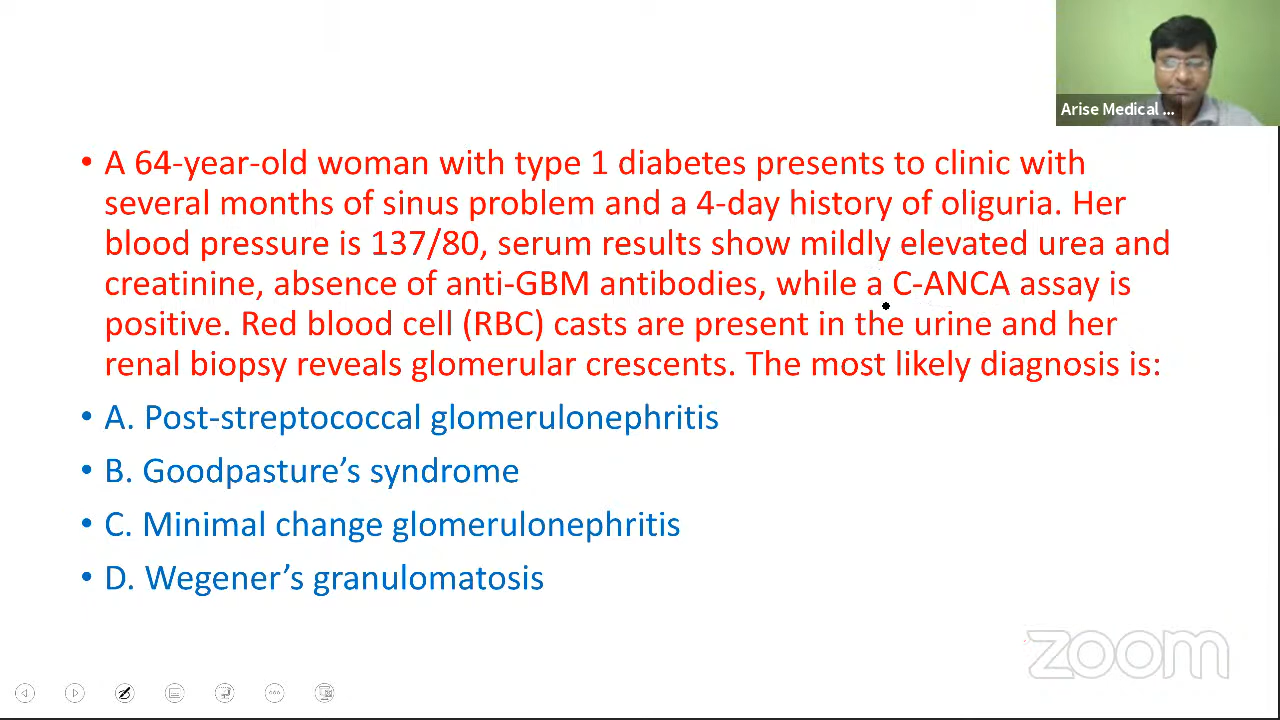 Arise Medical ...
• A 64-year-old woman with type 1 diabetes presents to clinic with
several months of sinus problem and a 4-day history of oliguria. Her
blood pressure is 137/80, serum results show mildly elevated urea and
creatinine, absence of anti-GBM antibodies, while a C-ANCA assay is
positive. Red blood cell (RBC) casts are present in the urine and her
renal biopsy reveals glomerular crescents. The most likely diagnosis is:
• A. Post-streptococcal glomerulonephritis
• B. Goodpasture’s syndrome
• C. Minimal change glomerulonephritis
• D. Wegener’s granulomatosis
zoom